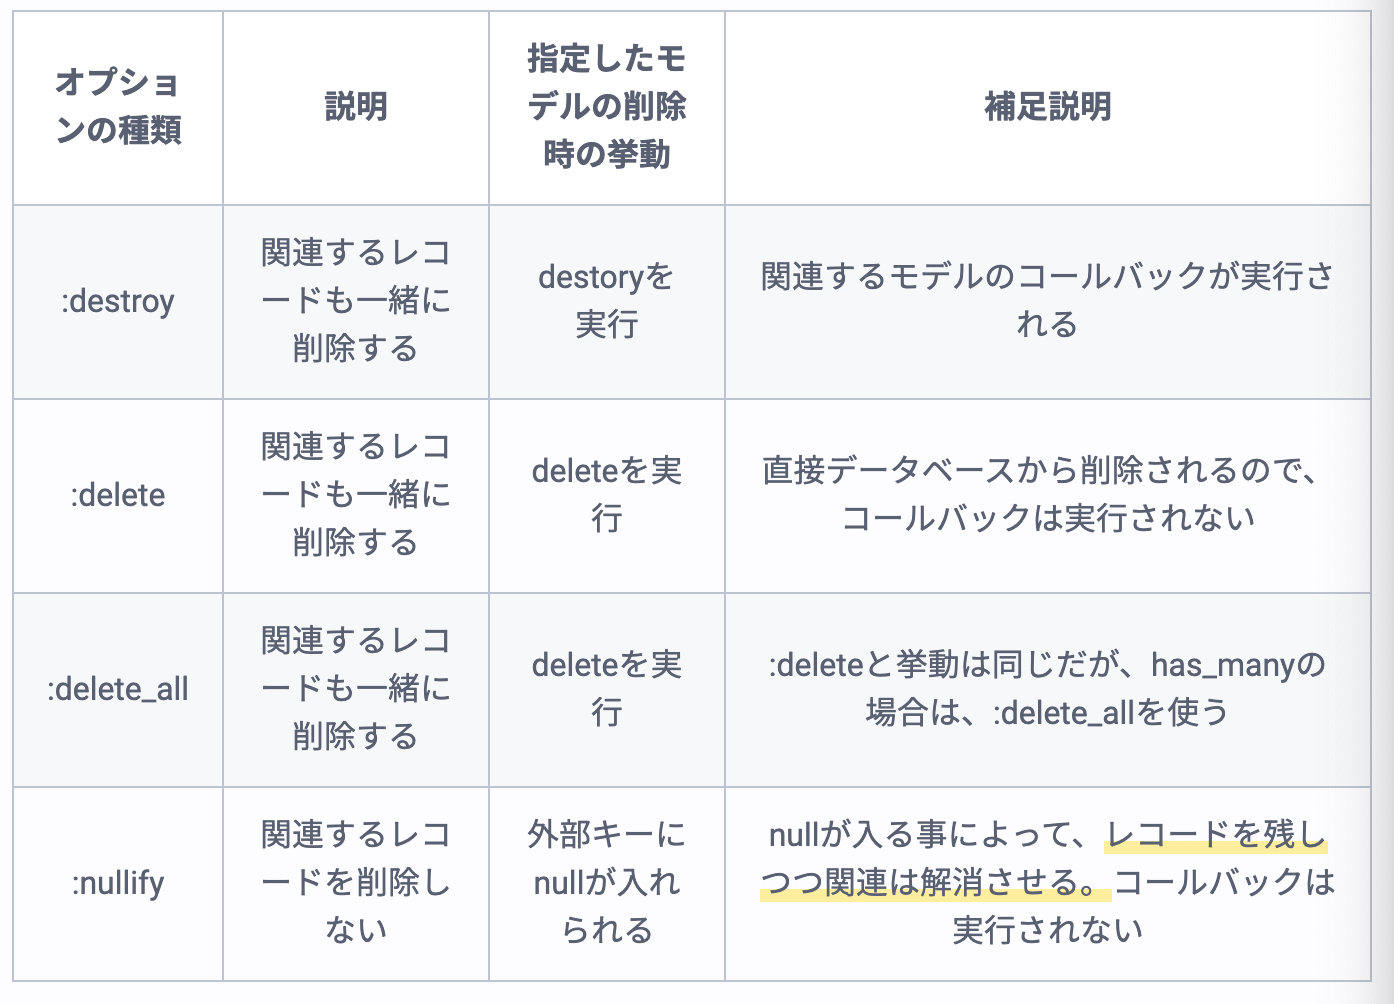 オプショ
ンの種類
説明
指定したモ
デルの削除
時の挙動
補足説明
:destroy
関連するレコ
ードも一緒に
削除する
destoryを
実行
関連するモデルのコールバックが実行さ
れる
:delete
関連するレコ
ードも一緒に
削除する
deleteを実
行
直接データベースから削除されるので、
コールバックは実行されない
:delete_all
関連するレコ
ードも一緒に
削除する
deleteを実
行
:deleteと挙動は同じだが、has_manyの
場合は、:delete_allを使う
:nullify
関連するレコ
ードを削除し
ない
外部キーに
nullが入れ
られる
nullが入る事によって、レコードを残し
つつ関連は解消させる。コールバックは
実行されない